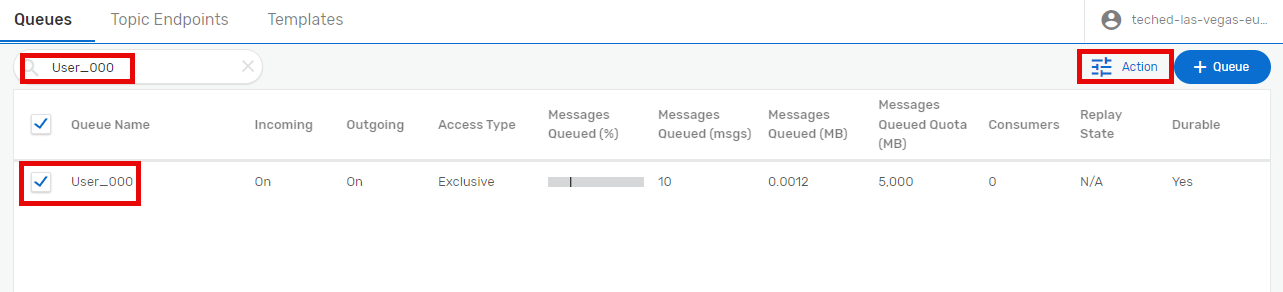 Queues Topic Endpoints Templates teched-las-vegas-eu...
User_000 Action + Queue
Queue Name Incoming Outgoing Access Type Messages Queued (%) Messages Queued (msgs) Messages Queued (MB) Messages Queued Quota (MB) Consumers Replay State Durable
User_000 On On Exclusive 10 0.0012 5,000 0 N/A Yes